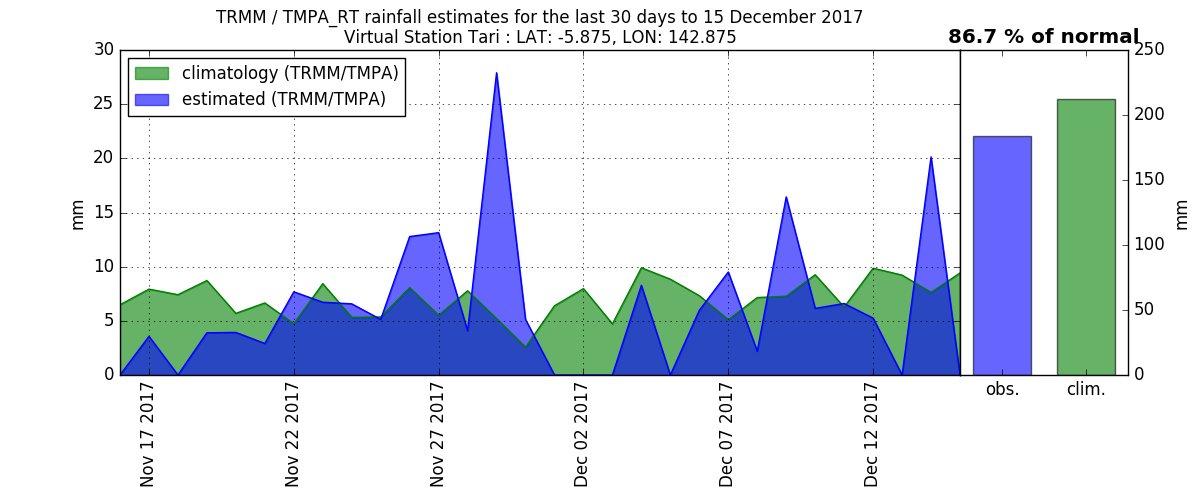 TRMM / TMPA_RT rainfall estimates for the last 30 days to 15 December 2017
Virtual Station Tari : LAT: -5.875, LON: 142.875
86.7 % of normal
climatology (TRMM/TMPA)
estimated (TRMM/TMPA)
30
25
20
15
10
5
0
mm
Nov 17 2017
Nov 22 2017
Nov 27 2017
Dec 02 2017
Dec 07 2017
Dec 12 2017
250
200
150
100
50
0
mm
obs.
clim.